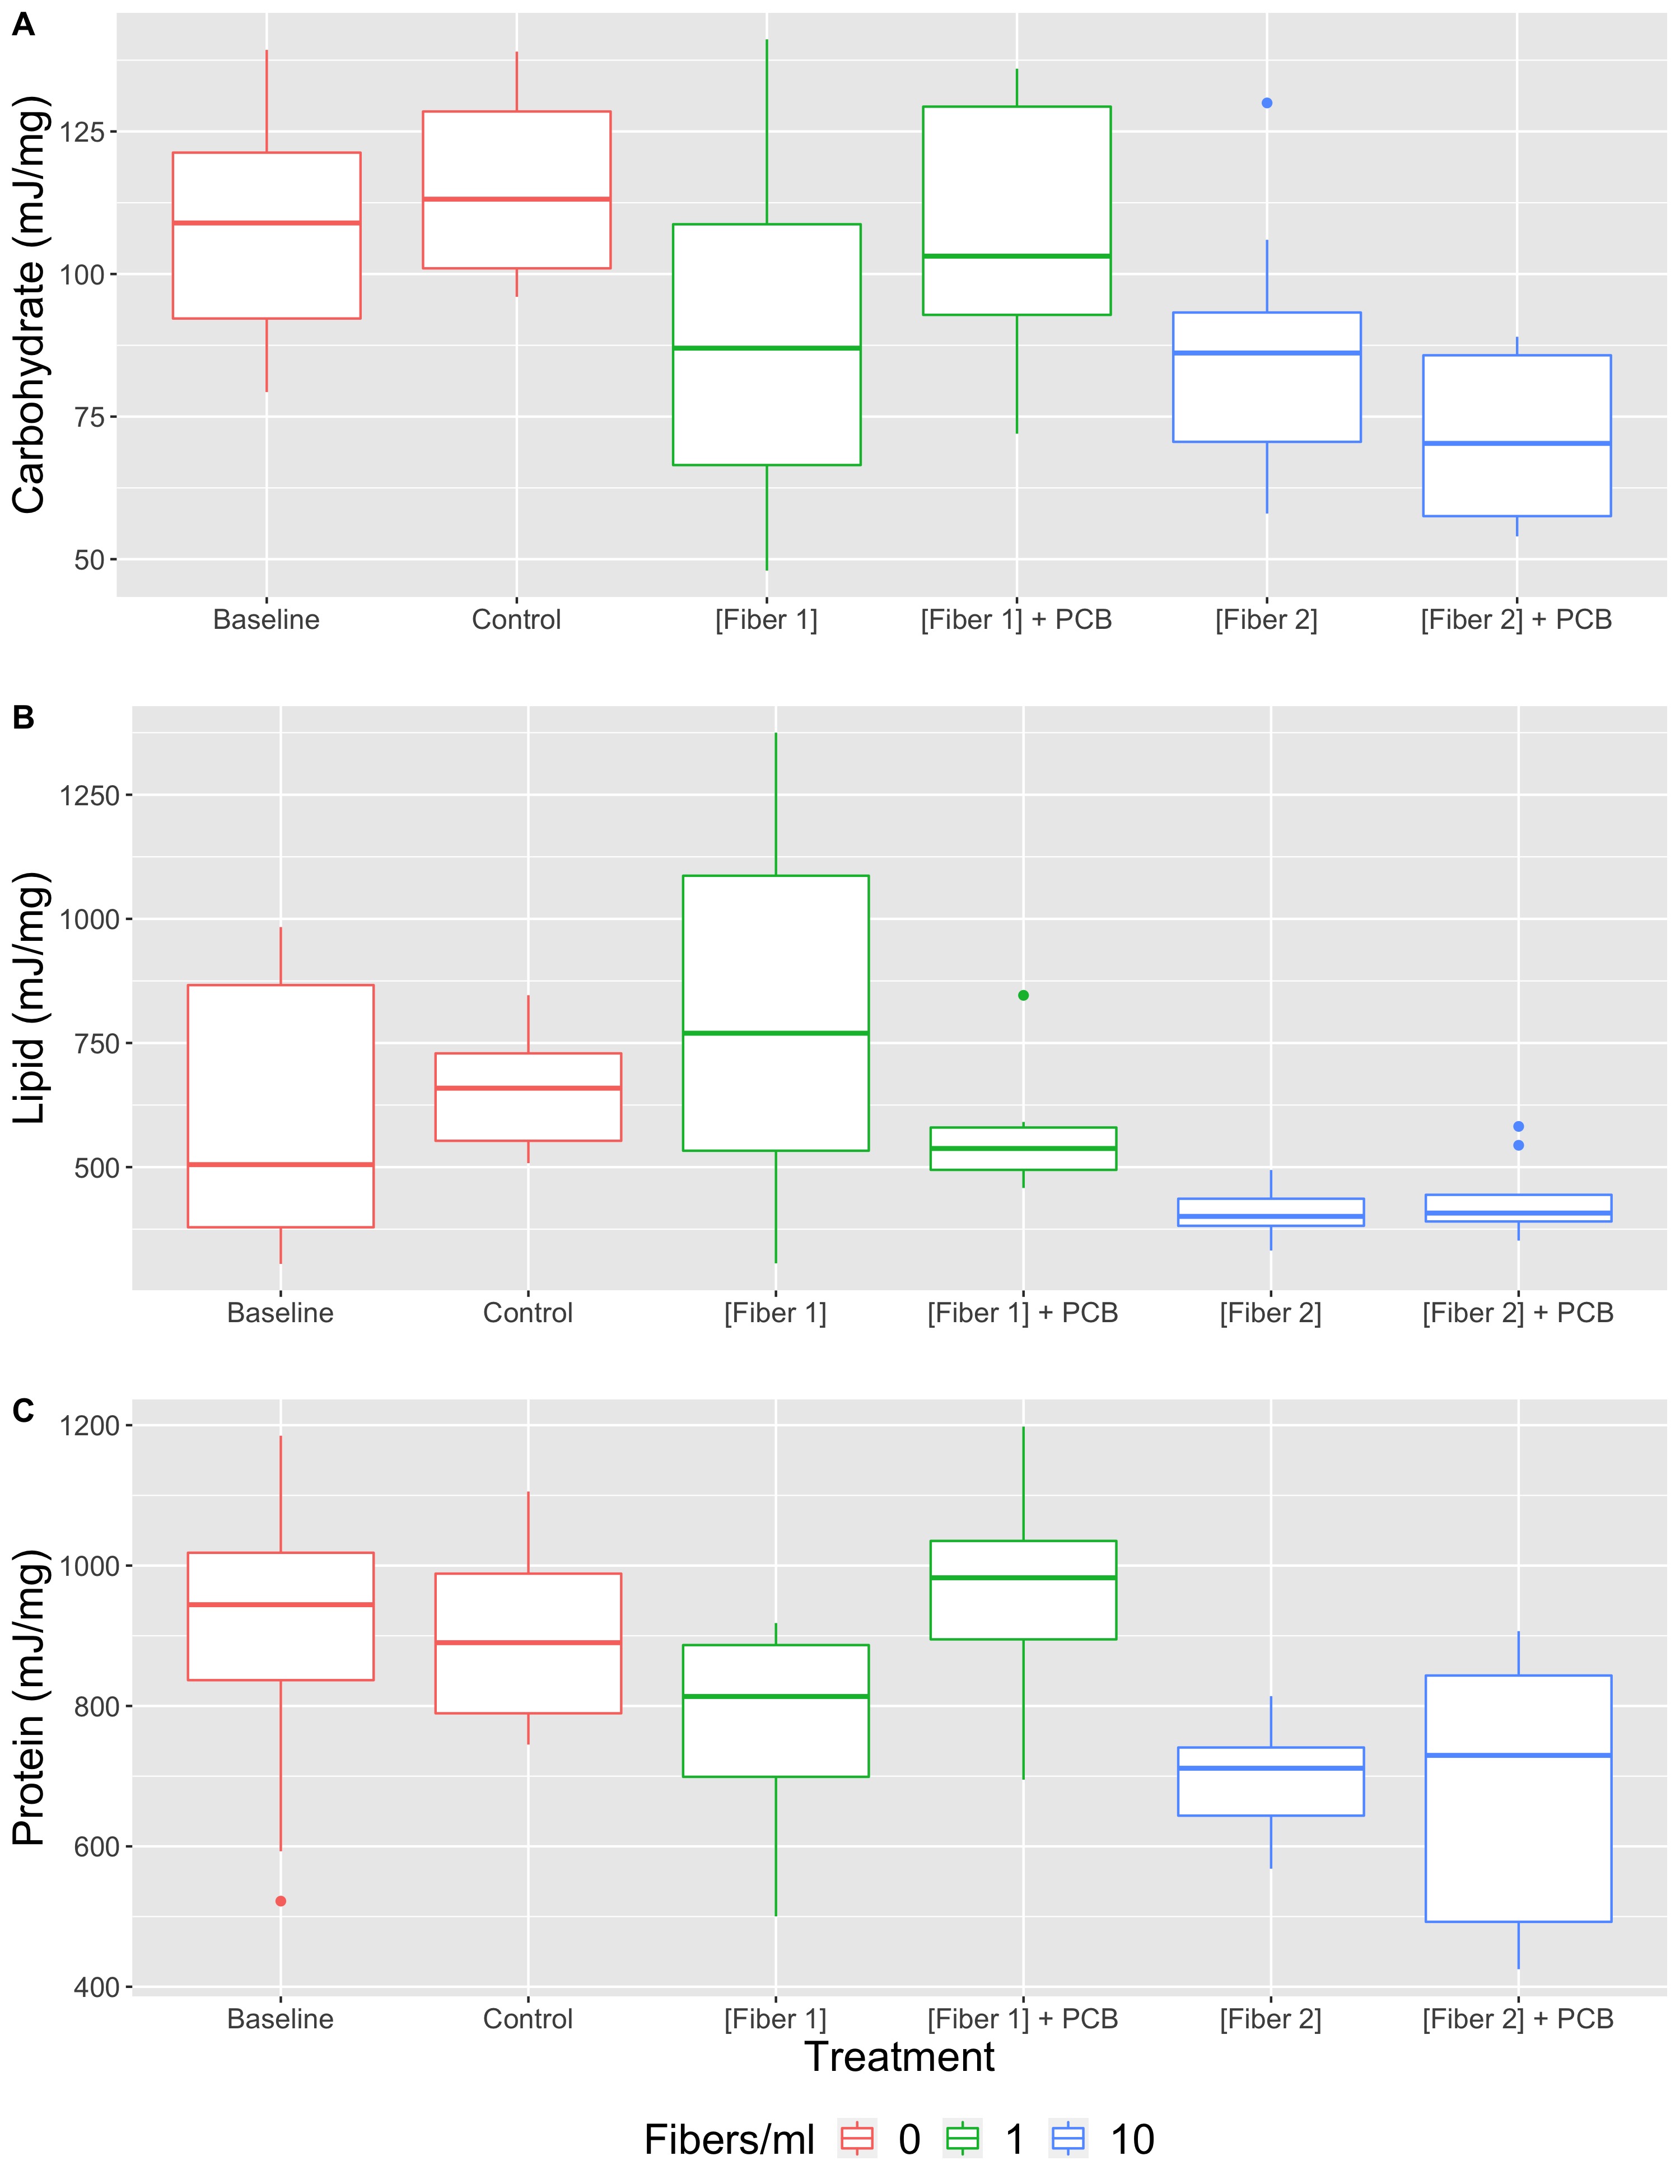 A
Carbohydrate (mJ/mg)
125
100
75
50
Baseline Control [Fiber 1] [Fiber 1] + PCB [Fiber 2] [Fiber 2] + PCB
B
Lipid (mJ/mg)
1250
1000
750
500
Baseline Control [Fiber 1] [Fiber 1] + PCB [Fiber 2] [Fiber 2] + PCB
C
Protein (mJ/mg)
1200
1000
800
600
400
Baseline Control [Fiber 1] [Fiber 1] + PCB [Fiber 2] [Fiber 2] + PCB
Treatment
Fibers/ml 0 1 10